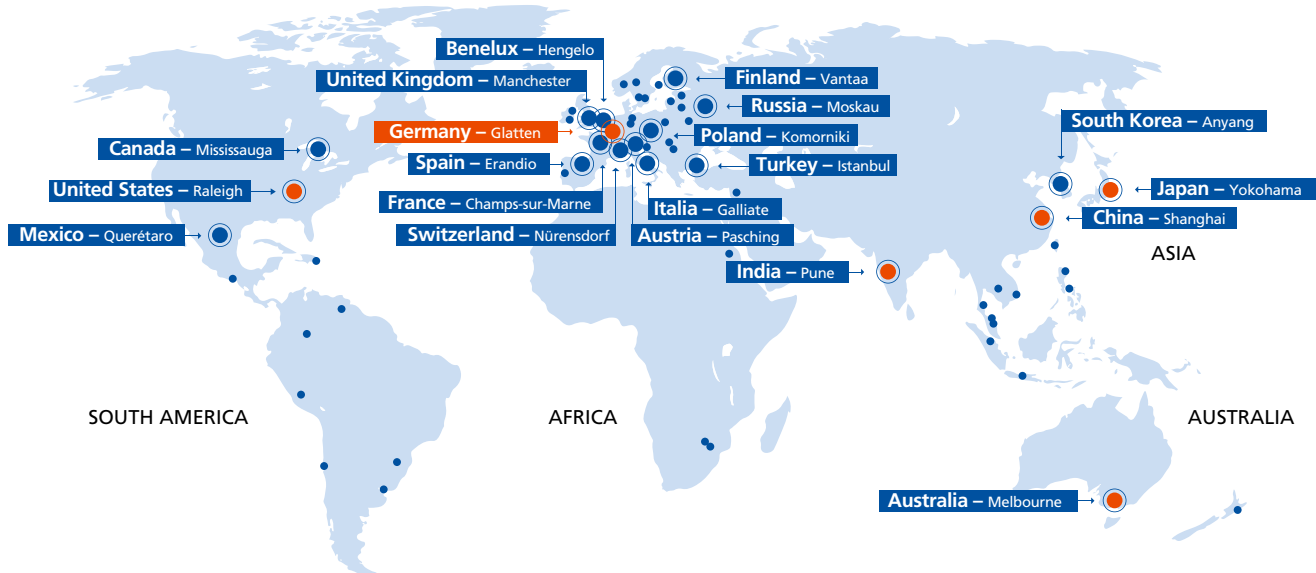 Benelux – Hengelo
United Kingdom – Manchester
Finland – Vantaa
Russia – Moskau
Germany – Glatten
South Korea – Anyang
Poland – Komorniki
Canada – Mississauga
Spain – Erandio
Turkey – Istanbul
United States – Raleigh
Japan – Yokohama
France – Champs-sur-Marne
Italia – Galliate
China – Shanghai
Mexico – Querétaro
Switzerland – Nürensdorf
Austria – Pasching
ASIA
India – Pune
SOUTH AMERICA
AFRICA
AUSTRALIA
Australia – Melbourne